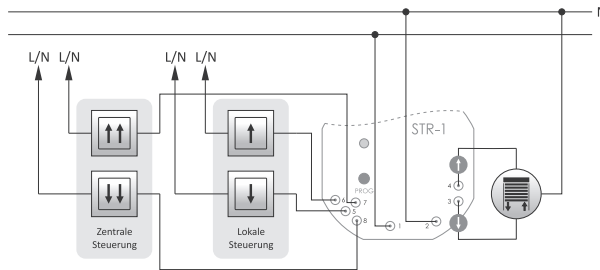 L/N L/N L/N L/N
STR-1
PROG
4
3
6
7
5
8
1
2
Zentrale
Steuerung
Lokale
Steuerung